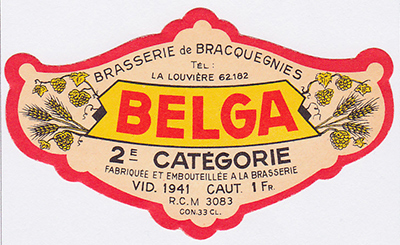 BRASSERIE de BRACQUEGNIES
TÉL:
LA LOUVIÈRE 62.182
BELGA
2E CATÉGORIE
FABRIQUÉE ET EMBOUTEILLÉE A LA BRASSERIE
VID. 1941 CAUT. 1 FR.
R.C.M 3083
CON.33 CL.